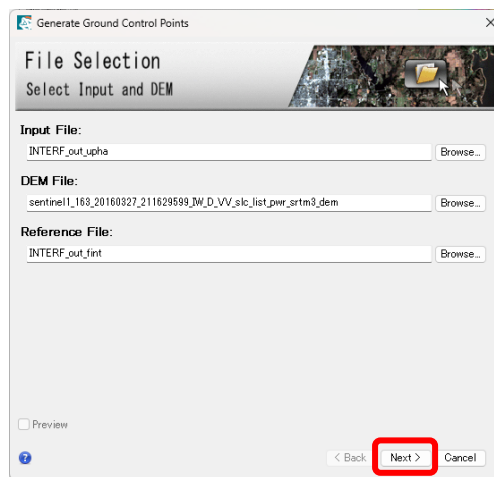 Generate Ground Control Points
File Selection
Select Input and DEM
Input File:
INTERF_out_upha
Browse...
DEM File:
sentinel1_163_20160327_211629599_IW_D_VV_slc_list_pwr_srtm3_dem
Browse...
Reference File:
INTERF_out_fint
Browse...
Preview
< Back
Next >
Cancel